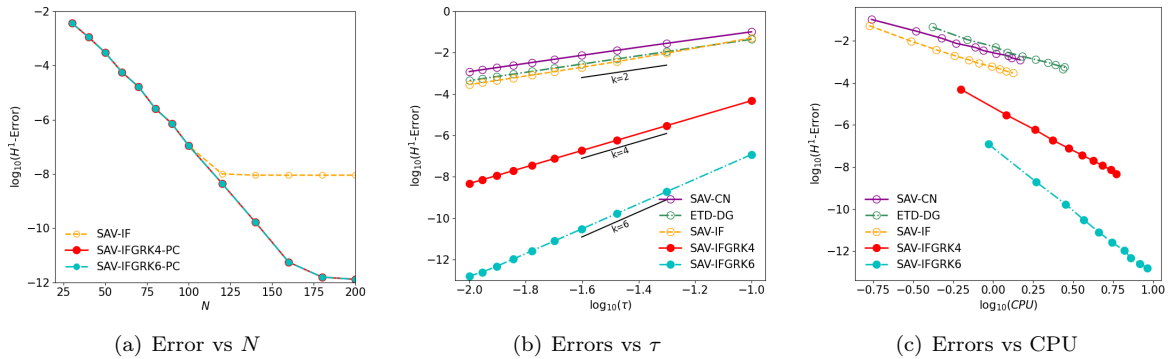 −2
−4
−6
−8
−10
−12
log₁₀(H¹-Error)
25 50 75 100 125 150 175 200
N
SAV-IF
SAV-IFGRK4-PC
SAV-IFGRK6-PC
(a) Error vs N
0
−2
−4
−6
−8
−10
−12
log₁₀(H¹-Error)
−2.0 −1.8 −1.6 −1.4 −1.2 −1.0
log₁₀(τ)
k=2
k=4
k=6
SAV-CN
ETD-DG
SAV-IF
SAV-IFGRK4
SAV-IFGRK6
(b) Errors vs τ
−2
−4
−6
−8
−10
−12
log₁₀(H¹-Error)
−0.75 −0.50 −0.25 0.00 0.25 0.50 0.75 1.00
log₁₀(CPU)
SAV-CN
ETD-DG
SAV-IF
SAV-IFGRK4
SAV-IFGRK6
(c) Errors vs CPU